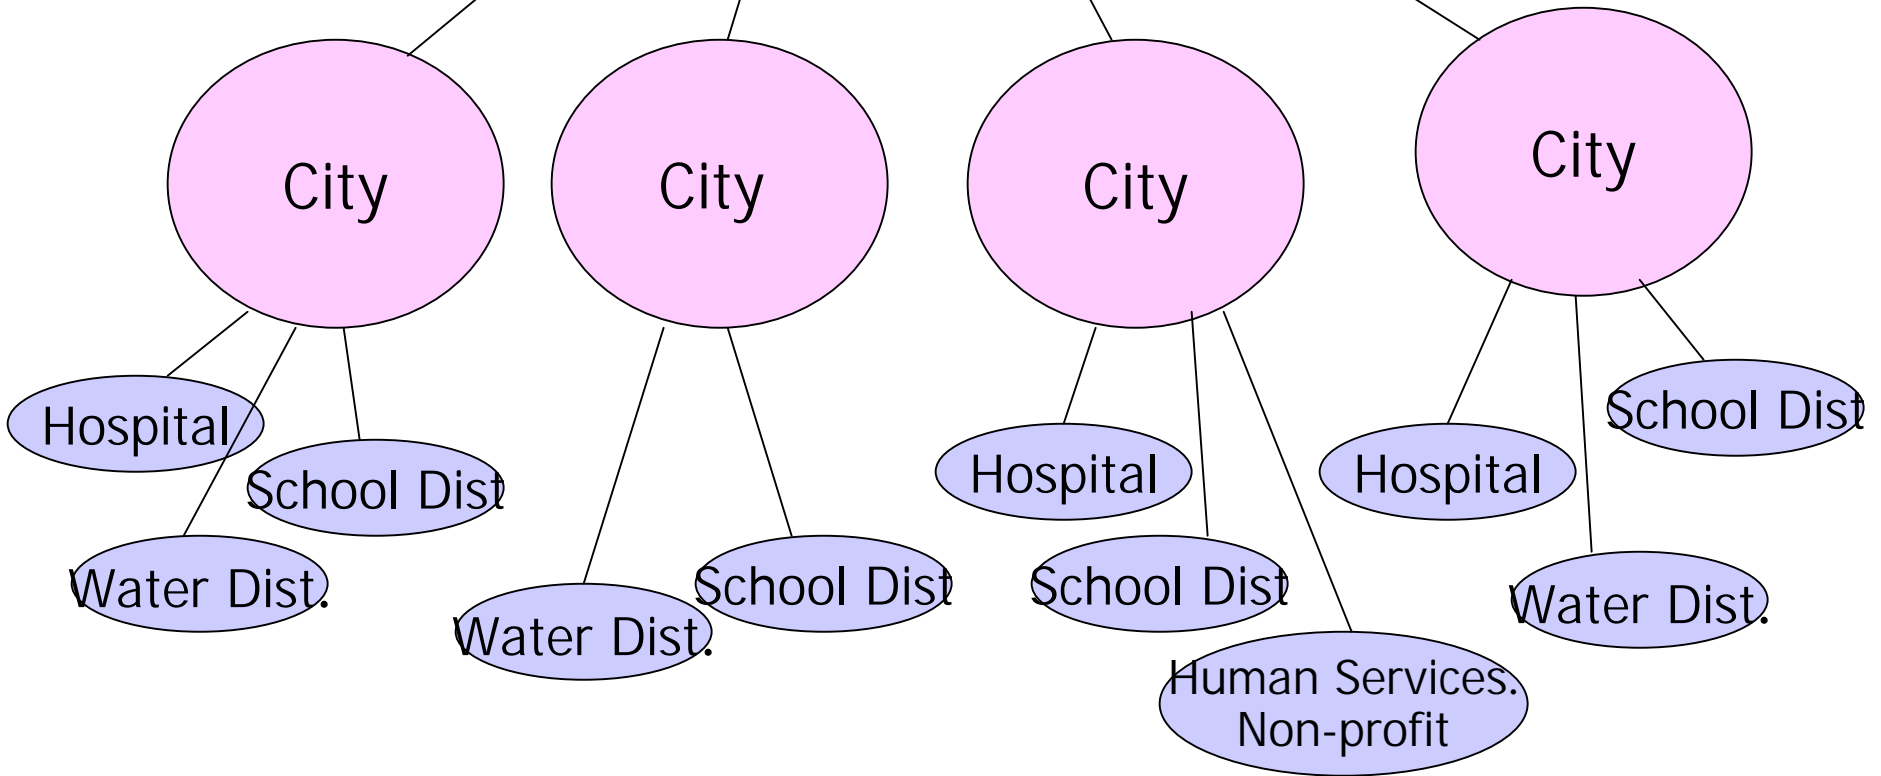 City
City
City
City
Hospital
School Dist
Water Dist.
Water Dist.
School Dist
Hospital
School Dist
Human Services.
Non-profit
Hospital
School Dist
Water Dist.